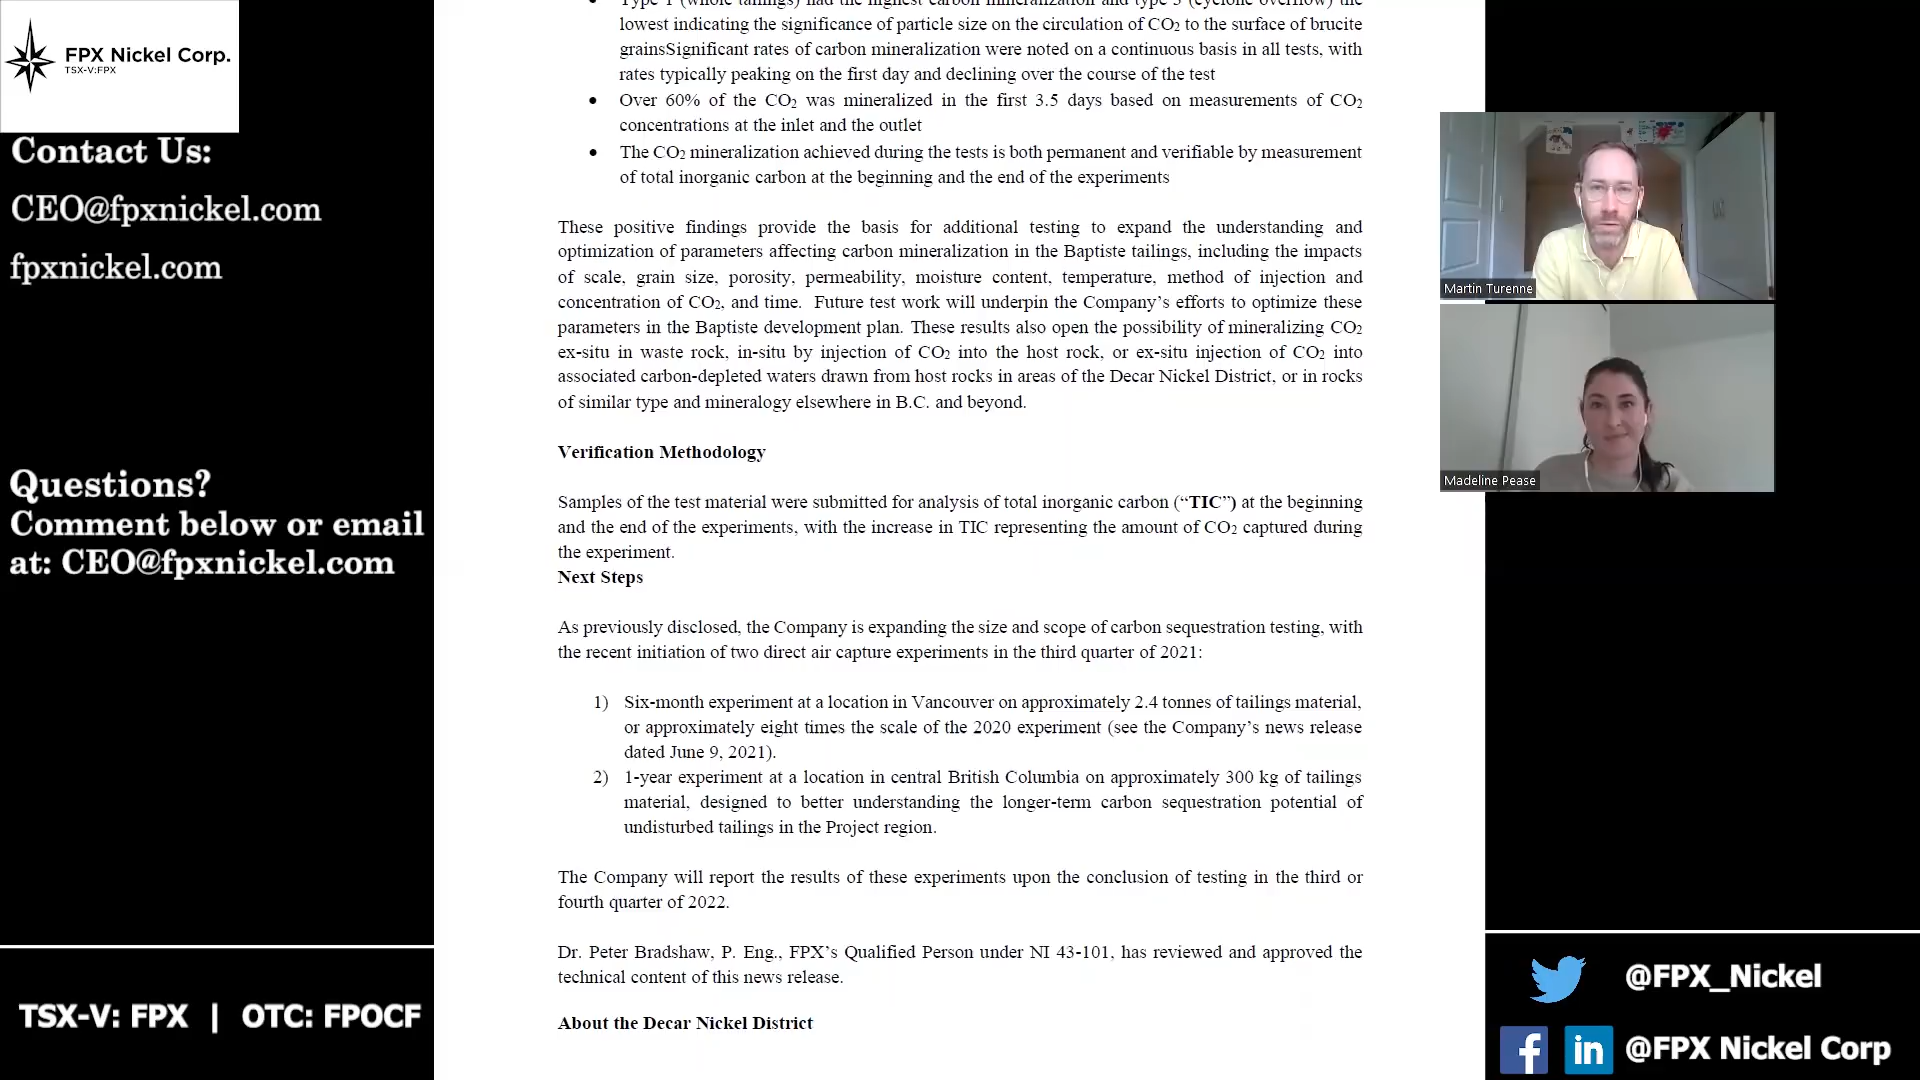 FPX Nickel Corp.
TSX-V:FPX
Contact Us:
CEO@fpxnickel.com
fpxnickel.com
Questions?
Comment below or email
at: CEO@fpxnickel.com
TSX-V: FPX | OTC: FPOCF
• Type 1 (whole tailings) had the highest carbon mineralization and type 3 (cyclone overflow) the
lowest indicating the significance of particle size on the circulation of CO2 to the surface of brucite
grainsSignificant rates of carbon mineralization were noted on a continuous basis in all tests, with
rates typically peaking on the first day and declining over the course of the test
• Over 60% of the CO2 was mineralized in the first 3.5 days based on measurements of CO2
concentrations at the inlet and the outlet
• The CO2 mineralization achieved during the tests is both permanent and verifiable by measurement
of total inorganic carbon at the beginning and the end of the experiments
These positive findings provide the basis for additional testing to expand the understanding and
optimization of parameters affecting carbon mineralization in the Baptiste tailings, including the impacts
of scale, grain size, porosity, permeability, moisture content, temperature, method of injection and
concentration of CO2, and time. Future test work will underpin the Company’s efforts to optimize these
parameters in the Baptiste development plan. These results also open the possibility of mineralizing CO2
ex-situ in waste rock, in-situ by injection of CO2 into the host rock, or ex-situ injection of CO2 into
associated carbon-depleted waters drawn from host rocks in areas of the Decar Nickel District, or in rocks
of similar type and mineralogy elsewhere in B.C. and beyond.
Verification Methodology
Samples of the test material were submitted for analysis of total inorganic carbon (“TIC”) at the beginning
and the end of the experiments, with the increase in TIC representing the amount of CO2 captured during
the experiment.
Next Steps
As previously disclosed, the Company is expanding the size and scope of carbon sequestration testing, with
the recent initiation of two direct air capture experiments in the third quarter of 2021:
1) Six-month experiment at a location in Vancouver on approximately 2.4 tonnes of tailings material,
or approximately eight times the scale of the 2020 experiment (see the Company’s news release
dated June 9, 2021).
2) 1-year experiment at a location in central British Columbia on approximately 300 kg of tailings
material, designed to better understanding the longer-term carbon sequestration potential of
undisturbed tailings in the Project region.
The Company will report the results of these experiments upon the conclusion of testing in the third or
fourth quarter of 2022.
Dr. Peter Bradshaw, P. Eng., FPX’s Qualified Person under NI 43-101, has reviewed and approved the
technical content of this news release.
About the Decar Nickel District
Martin Turenne
Madeline Pease
@FPX_Nickel
@FPX Nickel Corp